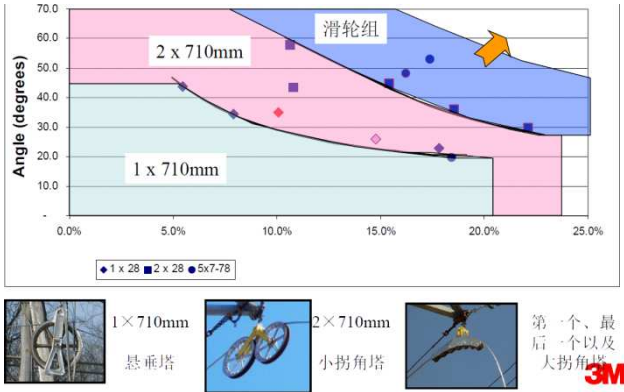 70.0
60.0
50.0
40.0
30.0
20.0
10.0
-
Angle (degrees)
滑轮组
2 x 710mm
1 x 710mm
0.0%
5.0%
10.0%
15.0%
20.0%
25.0%
1 x 28
2 x 28
5x7-78
1×710mm
悬垂塔
2×710mm
小拐角塔
第一个、最
后一个以及
大拐角塔
3M